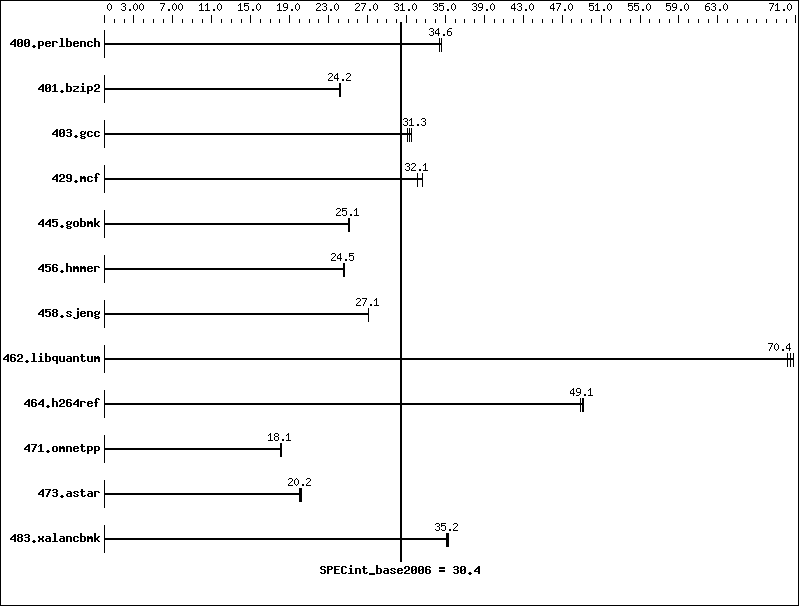 0 3.00 7.00 11.0 15.0 19.0 23.0 27.0 31.0 35.0 39.0 43.0 47.0 51.0 55.0 59.0 63.0 71.0
400.perlbench 34.6
401.bzip2 24.2
403.gcc 31.3
429.mcf 32.1
445.gobmk 25.1
456.hmmer 24.5
458.sjeng 27.1
462.libquantum 70.4
464.h264ref 49.1
471.omnetpp 18.1
473.astar 20.2
483.xalancbmk 35.2
SPECint_base2006 = 30.4